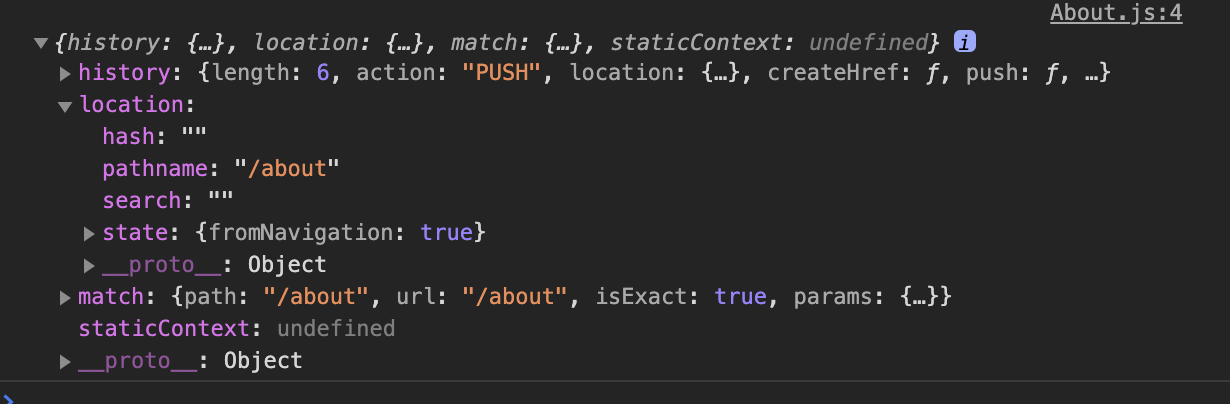 About.js:4
{history: {…}, location: {…}, match: {…}, staticContext: undefined} i
history: {length: 6, action: "PUSH", location: {…}, createHref: ƒ, push: ƒ, …}
location:
hash: ""
pathname: "/about"
search: ""
state: {fromNavigation: true}
__proto__: Object
match: {path: "/about", url: "/about", isExact: true, params: {…}}
staticContext: undefined
__proto__: Object